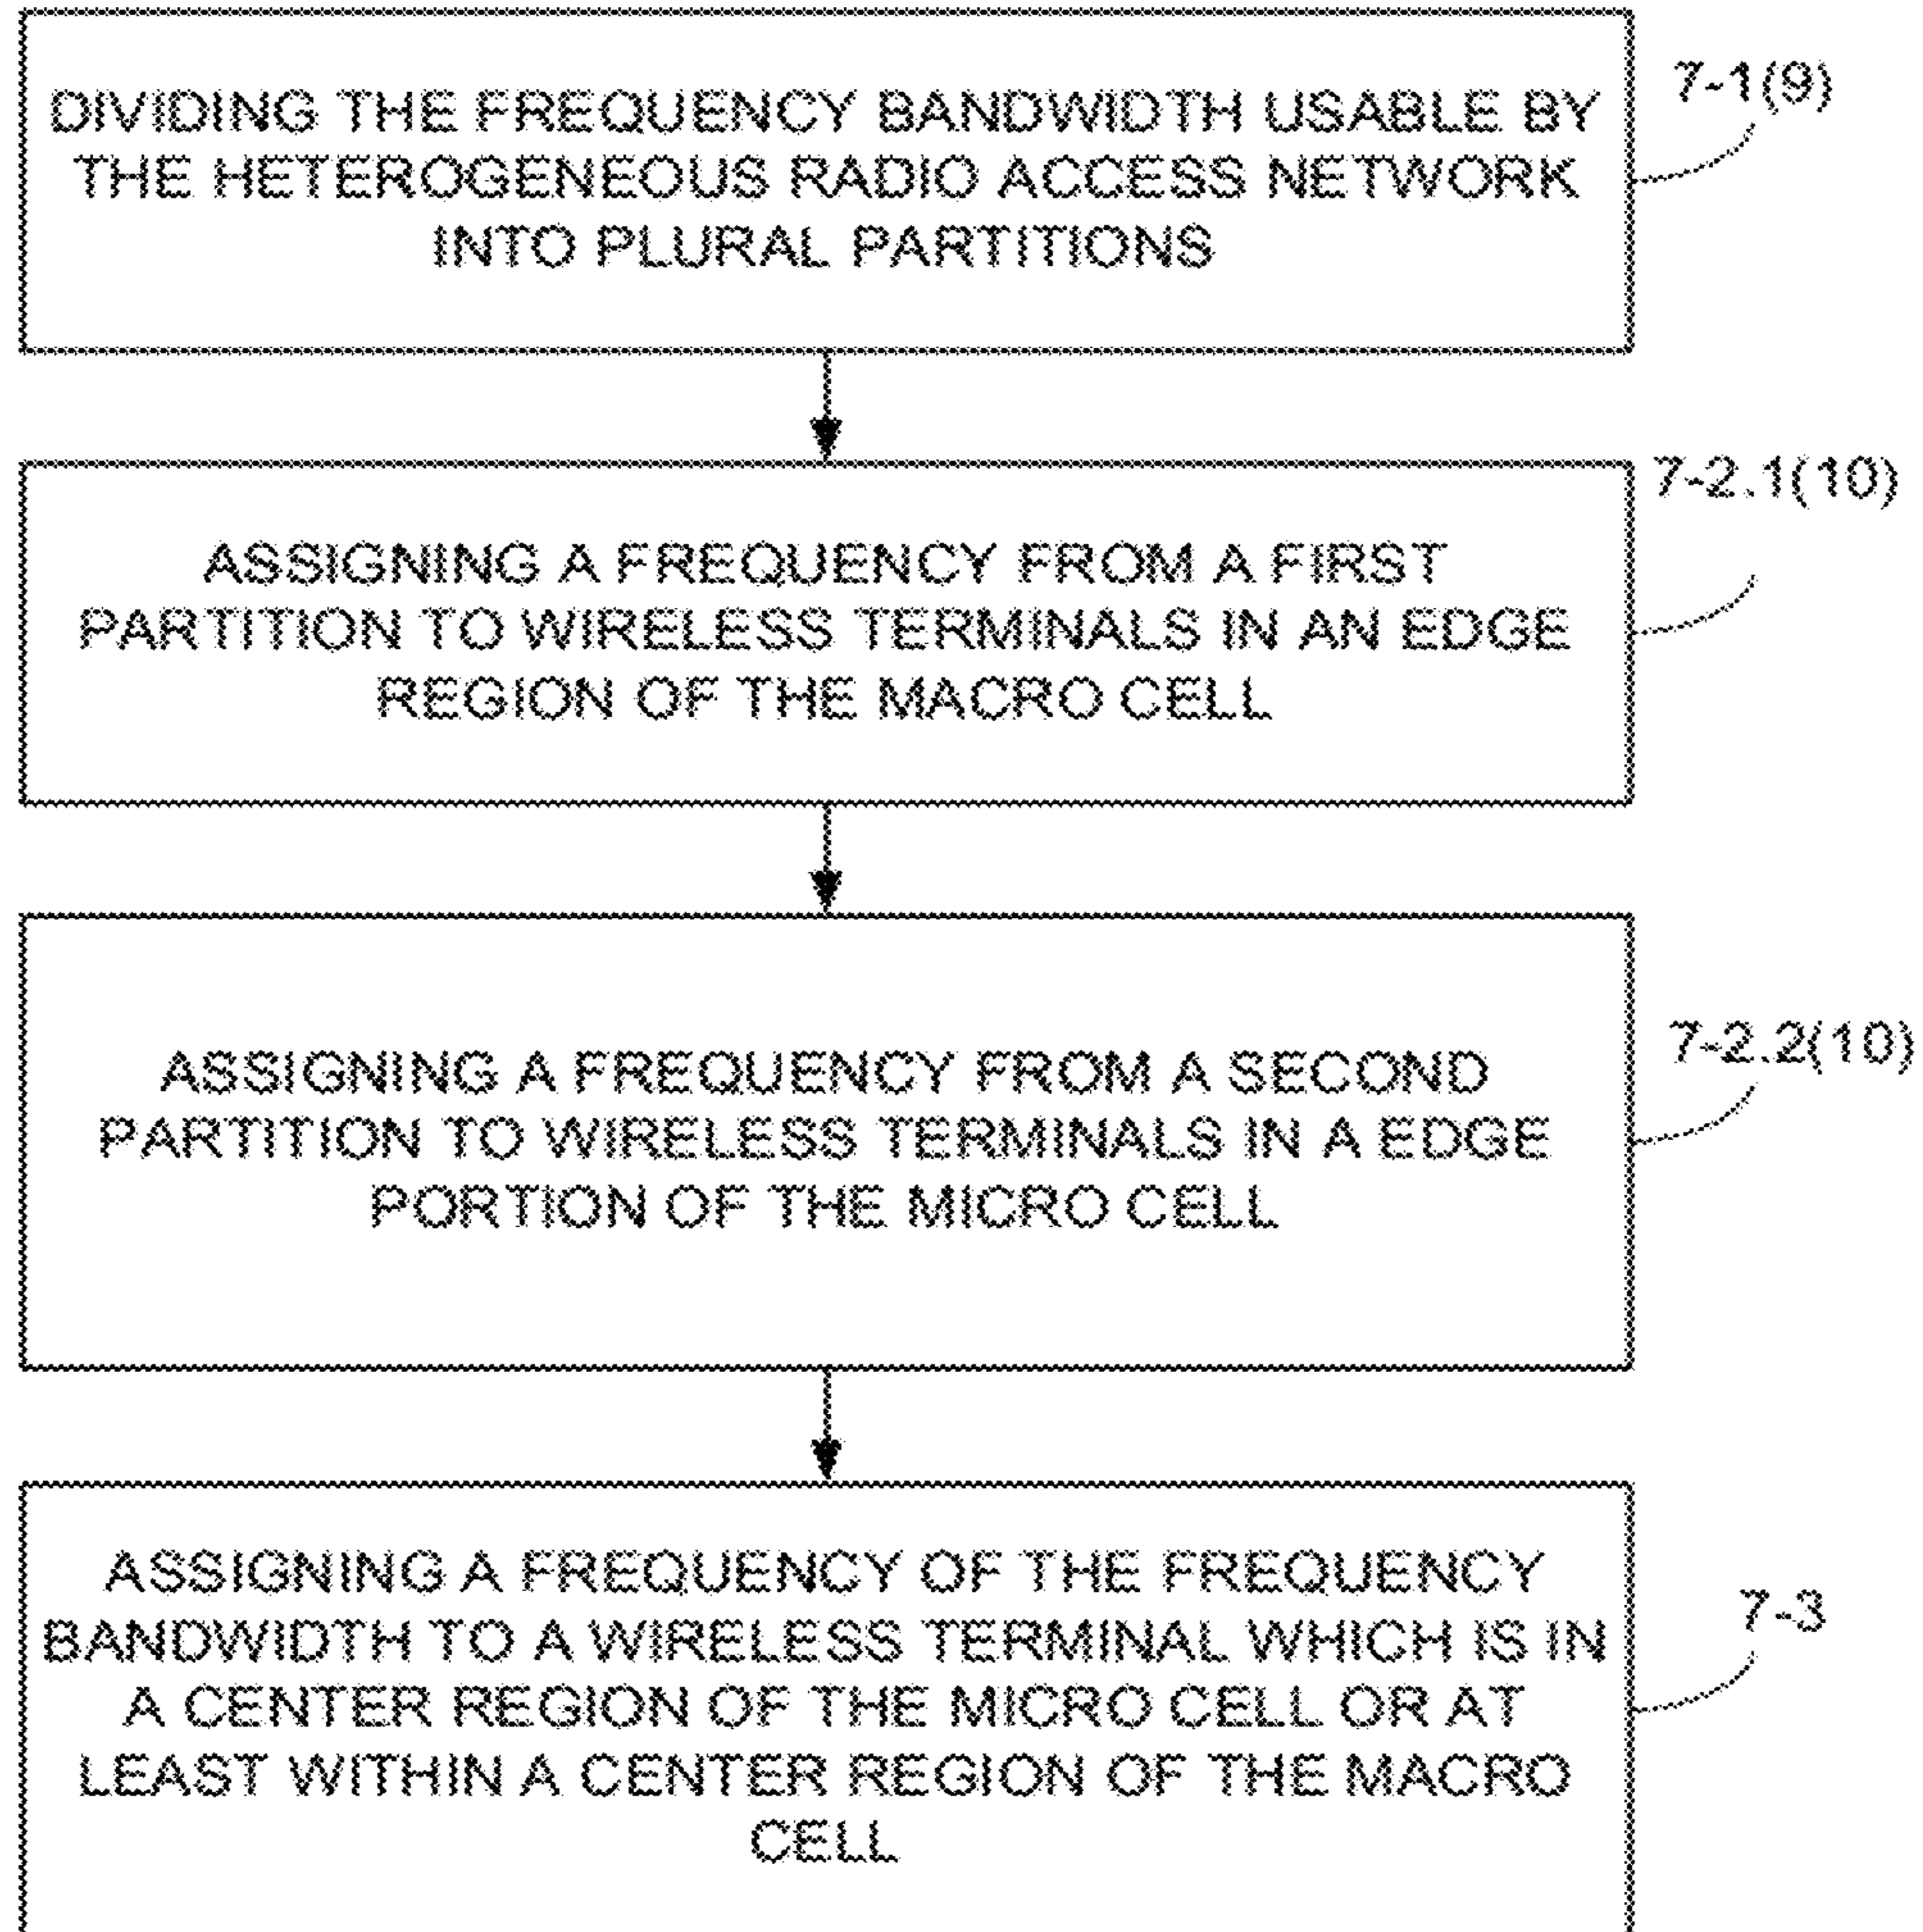 DIVIDING THE FREQUENCY BANDWIDTH USABLE BY
THE HETEROGENEOUS RADIO ACCESS NETWORK
INTO PLURAL PARTITIONS
7-1(9)
ASSIGNING A FREQUENCY FROM A FIRST
PARTITION TO WIRELESS TERMINALS IN AN EDGE
REGION OF THE MACRO CELL
7-2.1(10)
ASSIGNING A FREQUENCY FROM A SECOND
PARTITION TO WIRELESS TERMINALS IN A EDGE
PORTION OF THE MICRO CELL
7-2.2(10)
ASSIGNING A FREQUENCY OF THE FREQUENCY
BANDWIDTH TO A WIRELESS TERMINAL WHICH IS IN
A CENTER REGION OF THE MICRO CELL OR AT
LEAST WITHIN A CENTER REGION OF THE MACRO
CELL
7-3